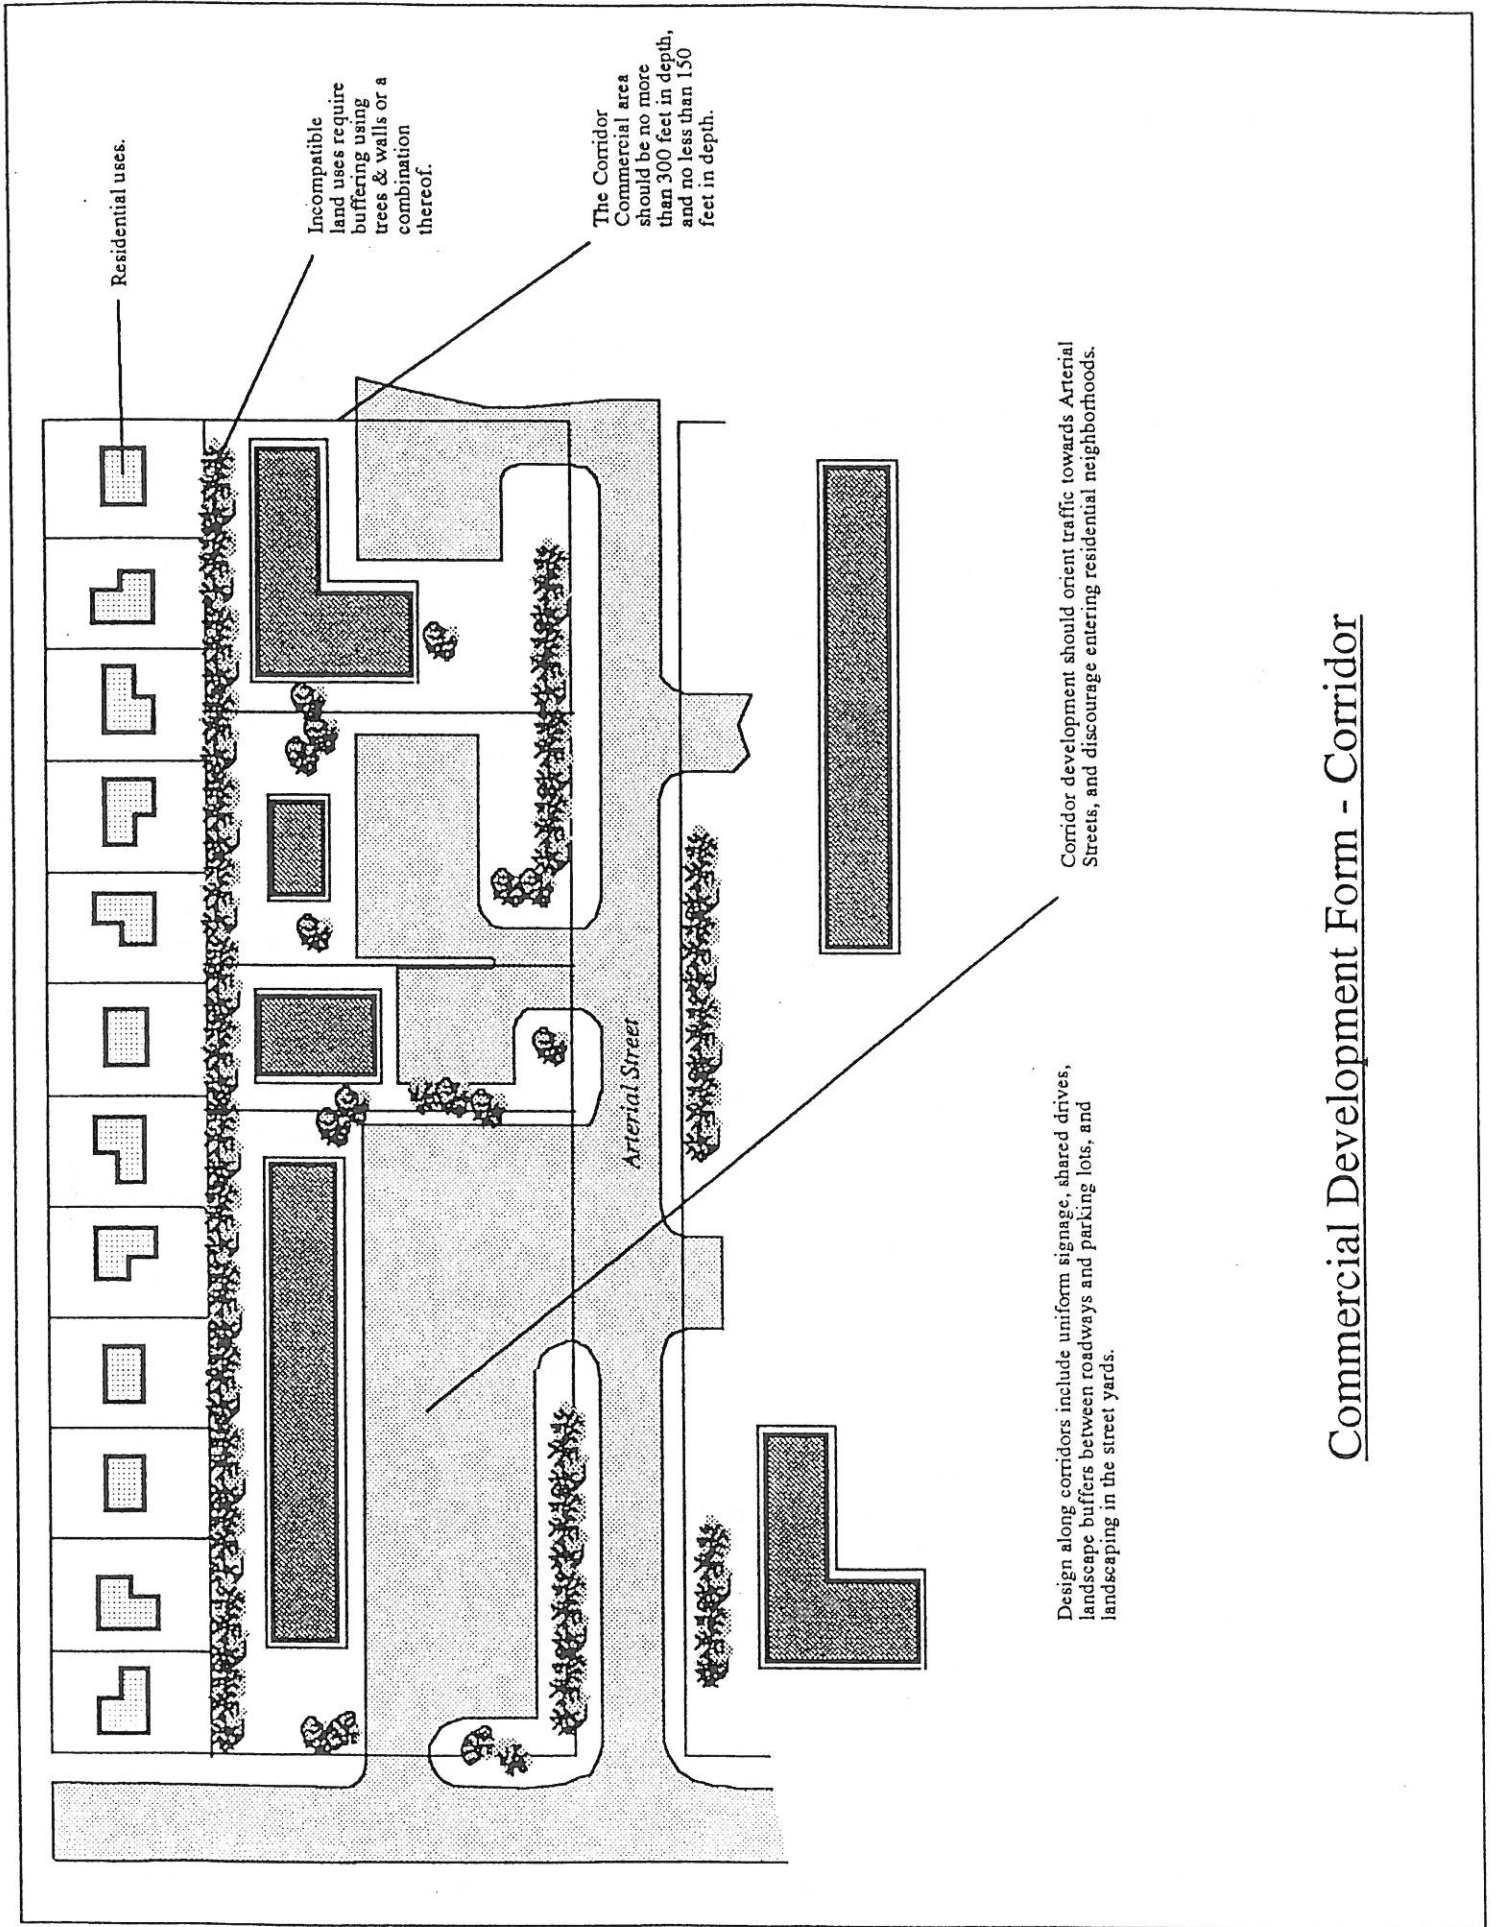 Residential uses.
Incompatible
land uses require
buffering using
trees & walls or a
combination
thereof.
The Corridor
Commercial area
should be no more
than 300 feet in depth,
and no less than 150
feet in depth.
Arterial Street
Corridor development should orient traffic towards Arterial
Streets, and discourage entering residential neighborhoods.
Design along corridors include uniform signage, shared drives,
landscape buffers between roadways and parking lots, and
landscaping in the street yards.
Commercial Development Form - Corridor